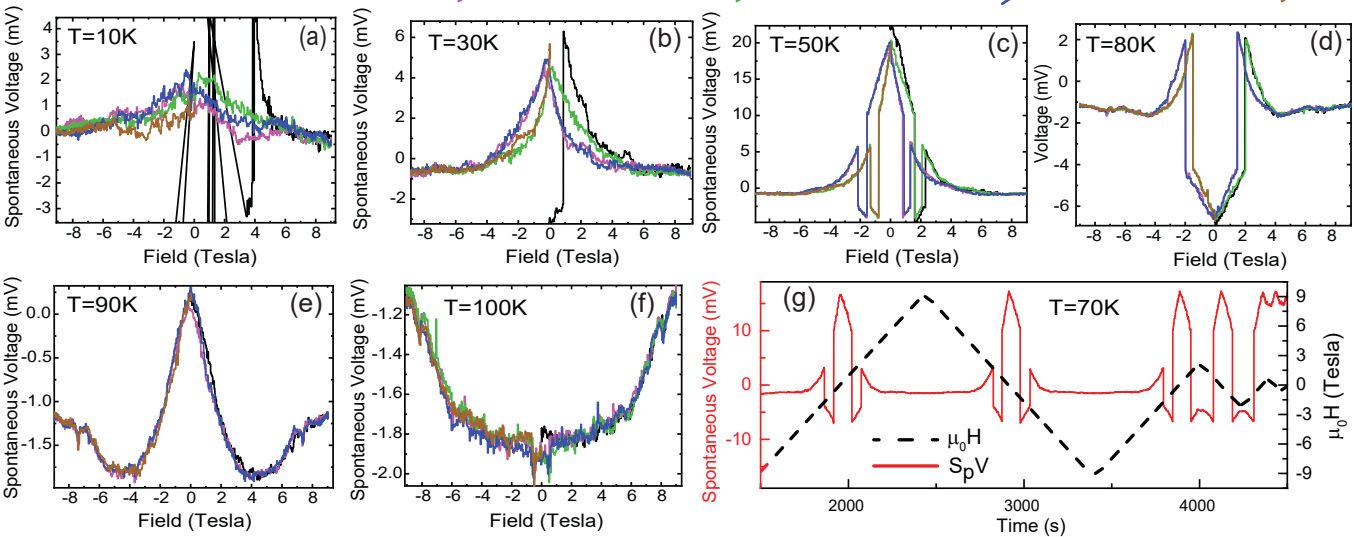 T=10K
(a)
Spontaneous Voltage (mV)
4
3
2
1
0
-1
-2
-3
-8 -6 -4 -2 0 2 4 6 8
Field (Tesla)
T=30K
(b)
Spontaneous Voltage (mV)
6
4
2
0
-2
-8 -6 -4 -2 0 2 4 6 8
Field (Tesla)
T=50K
(c)
Spontaneous Voltage (mV)
20
15
10
5
0
-8 -6 -4 -2 0 2 4 6 8
Field (Tesla)
T=80K
(d)
Voltage (mV)
2
0
-2
-4
-6
-8 -6 -4 -2 0 2 4 6 8
Field (Tesla)
T=90K
(e)
Spontaneous Voltage (mV)
0.0
-0.5
-1.0
-1.5
-8 -6 -4 -2 0 2 4 6 8
Field (Tesla)
T=100K
(f)
Spontaneous Voltage (mV)
-1.2
-1.4
-1.6
-1.8
-2.0
-8 -6 -4 -2 0 2 4 6 8
Field (Tesla)
(g)
T=70K
Spontaneous Voltage (mV)
10
0
-10
μ₀H
SpV
9
6
3
0
-3
-6
-9
μ₀H (Tesla)
2000 3000 4000
Time (s)